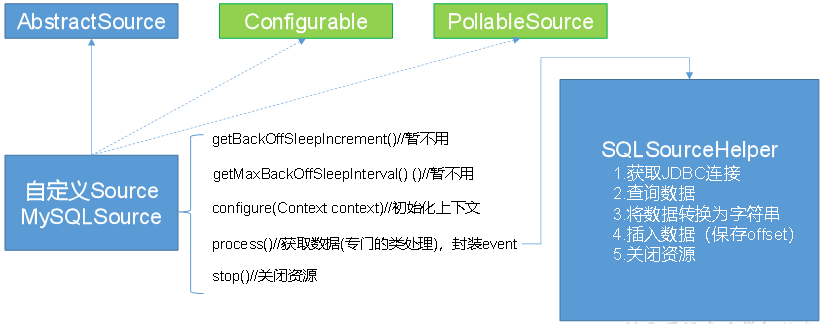 AbstractSource
Configurable
PollableSource
getBackOffSleepIncrement()//暂不用
getMaxBackOffSleepInterval() ()//暂不用
自定义Source
MySQLSource
configure(Context context)//初始化上下文
process()//获取数据(专门的类处)，封装event
stop()//关闭资源
SQLSourceHelper
1.获取JDBC连接
2.查询数据
3.将数据转换为字符串
4.插入数据（保存offset）
5.关闭资源